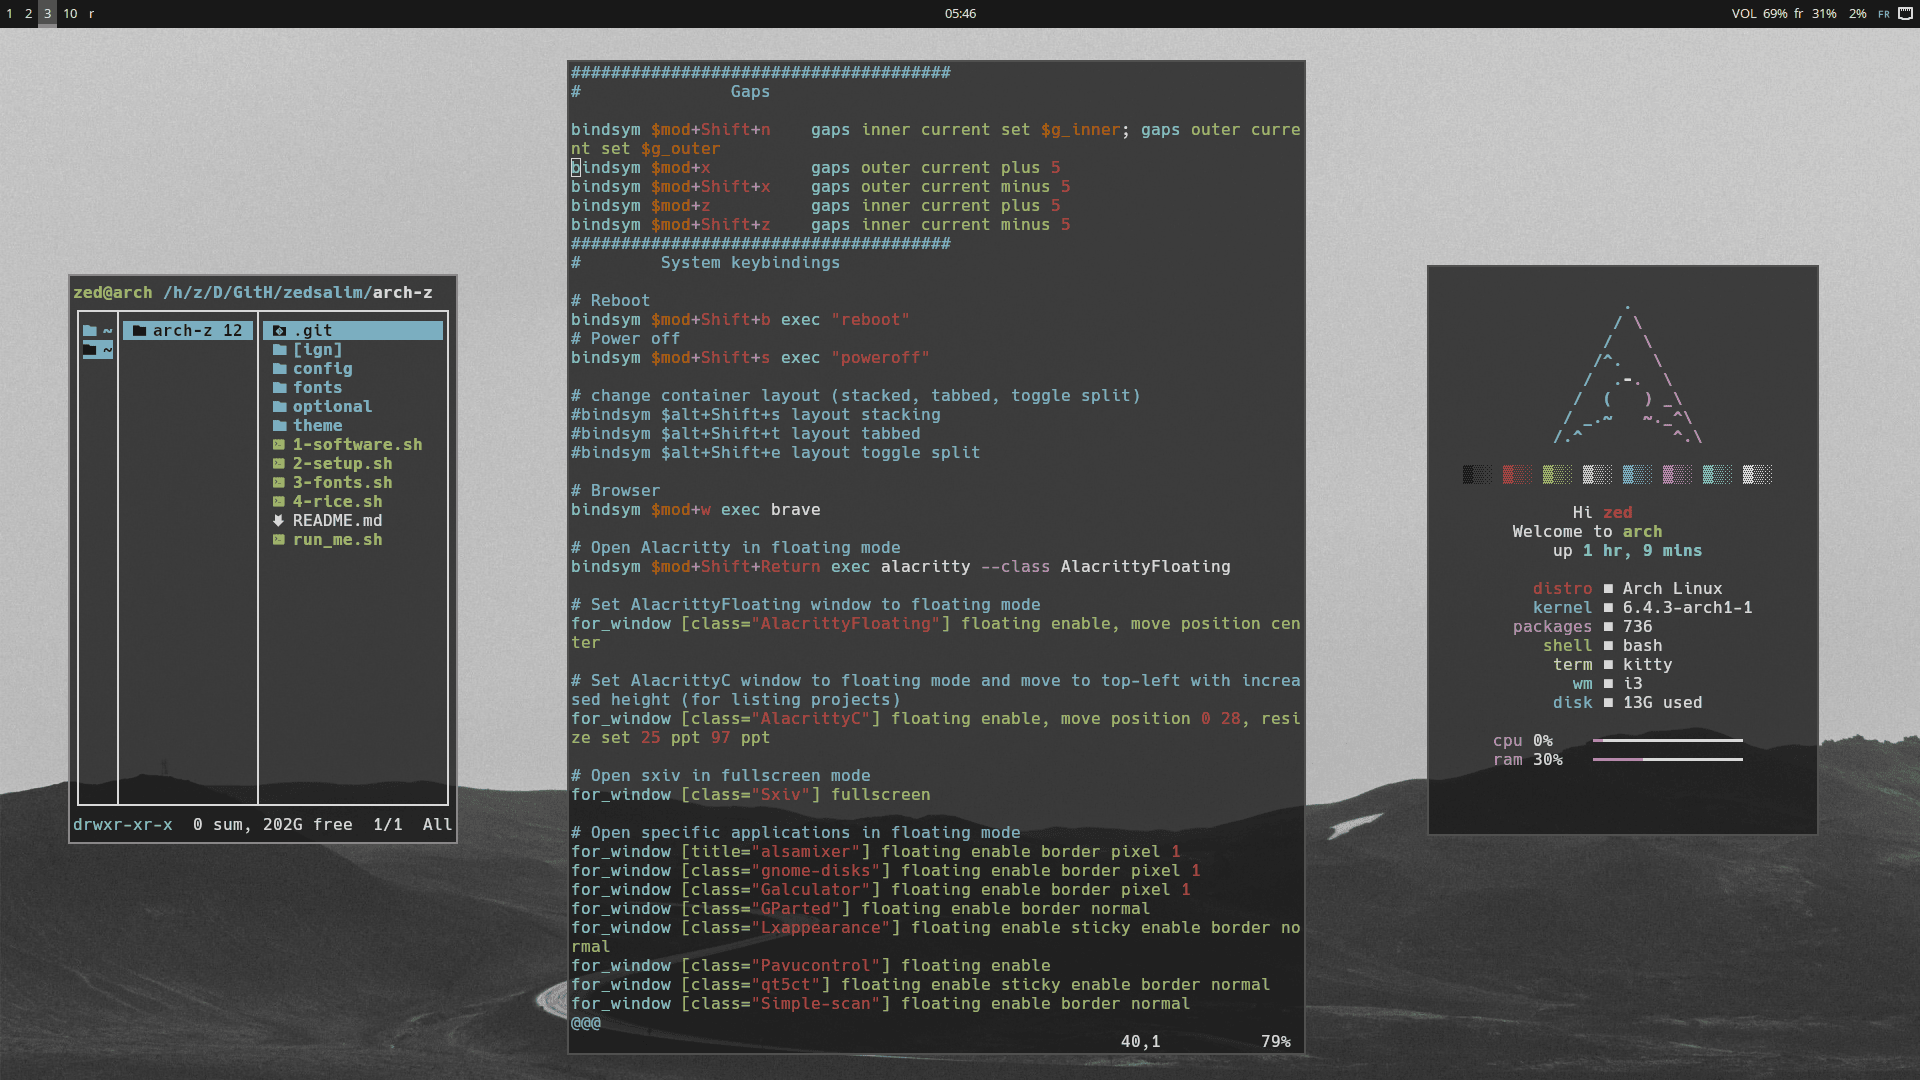 1 2 3 10 r
05:46
VOL 69% fr 31% 2% FR
zed@arch /h/z/D/GitH/zedsalim/arch-z
~ arch-z 12 .git
~ [ign]
config
fonts
optional
theme
1-software.sh
2-setup.sh
3-fonts.sh
4-rice.sh
README.md
run_me.sh
drwxr-xr-x 0 sum, 202G free 1/1 All
######################################
# Gaps
bindsym $mod+Shift+n gaps inner current set $g_inner; gaps outer curre
nt set $g_outer
bindsym $mod+x gaps outer current plus 5
bindsym $mod+Shift+x gaps outer current minus 5
bindsym $mod+z gaps inner current plus 5
bindsym $mod+Shift+z gaps inner current minus 5
######################################
# System keybindings
# Reboot
bindsym $mod+Shift+b exec "reboot"
# Power off
bindsym $mod+Shift+s exec "poweroff"
# change container layout (stacked, tabbed, toggle split)
#bindsym $alt+Shift+s layout stacking
#bindsym $alt+Shift+t layout tabbed
#bindsym $alt+Shift+e layout toggle split
# Browser
bindsym $mod+w exec brave
# Open Alacritty in floating mode
bindsym $mod+Shift+Return exec alacritty --class AlacrittyFloating
# Set AlacrittyFloating window to floating mode
for_window [class="AlacrittyFloating"] floating enable, move position cen
ter
# Set AlacrittyC window to floating mode and move to top-left with increa
sed height (for listing projects)
for_window [class="AlacrittyC"] floating enable, move position 0 28, resi
ze set 25 ppt 97 ppt
# Open sxiv in fullscreen mode
for_window [class="Sxiv"] fullscreen
# Open specific applications in floating mode
for_window [title="alsamixer"] floating enable border pixel 1
for_window [class="gnome-disks"] floating enable border pixel 1
for_window [class="Galculator"] floating enable border pixel 1
for_window [class="GParted"] floating enable border normal
for_window [class="Lxappearance"] floating enable sticky enable border no
rmal
for_window [class="Pavucontrol"] floating enable
for_window [class="qt5ct"] floating enable sticky enable border normal
for_window [class="Simple-scan"] floating enable border normal
@@@
40,1 79%
Hi zed
Welcome to arch
up 1 hr, 9 mins
distro ■ Arch Linux
kernel ■ 6.4.3-arch1-1
packages ■ 736
shell ■ bash
term ■ kitty
wm ■ i3
disk ■ 13G used
cpu 0%
ram 30%